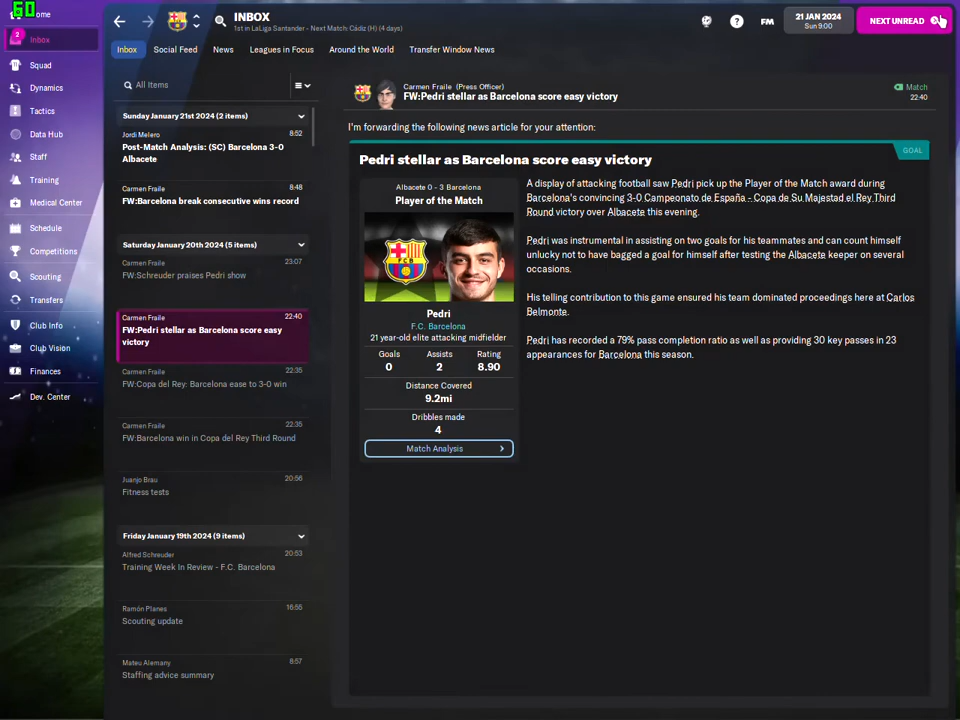 60
Home
2
Inbox
Squad
Dynamics
Tactics
Data Hub
Staff
Training
Medical Center
Schedule
Competitions
Scouting
Transfers
Club Info
Club Vision
Finances
Dev. Center
INBOX
1st in LaLiga Santander - Next Match: Cádiz (H) (4 days)
?
FM
21 JAN 2024
Sun 9:00
NEXT UNREAD
Inbox
Social Feed
News
Leagues in Focus
Around the World
Transfer Window News
All Items
Sunday January 21st 2024 (2 items)
Jordi Melero 8:52
Post-Match Analysis: (SC) Barcelona 3-0
Albacete
Carmen Fraile 8:48
FW:Barcelona break consecutive wins record
Saturday January 20th 2024 (5 items)
Carmen Fraile 23:07
FW:Schreuder praises Pedri show
Carmen Fraile 22:40
FW:Pedri stellar as Barcelona score easy
victory
Carmen Fraile 22:35
FW:Copa del Rey: Barcelona ease to 3-0 win
Carmen Fraile 22:35
FW:Barcelona win in Copa del Rey Third Round
Juanjo Brau 20:56
Fitness tests
Friday January 19th 2024 (9 items)
Alfred Schreuder 20:53
Training Week In Review - F.C. Barcelona
Ramón Planes 16:55
Scouting update
Mateu Alemany 8:57
Staffing advice summary
Carmen Fraile (Press Officer)
FW:Pedri stellar as Barcelona score easy victory
Match
22:40
I'm forwarding the following news article for your attention:
Pedri stellar as Barcelona score easy victory
GOAL
Albacete 0 - 3 Barcelona
Player of the Match
FCB
Pedri
F.C. Barcelona
21 year-old elite attacking midfielder
Goals Assists Rating
0 2 8.90
Distance Covered
9.2mi
Dribbles made
4
Match Analysis
A display of attacking football saw Pedri pick up the Player of the Match award during
Barcelona's convincing 3-0 Campeonato de España - Copa de Su Majestad el Rey Third
Round victory over Albacete this evening.
Pedri was instrumental in assisting on two goals for his teammates and can count himself
unlucky not to have bagged a goal for himself after testing the Albacete keeper on several
occasions.
His telling contribution to this game ensured his team dominated proceedings here at Carlos
Belmonte.
Pedri has recorded a 79% pass completion ratio as well as providing 30 key passes in 23
appearances for Barcelona this season.